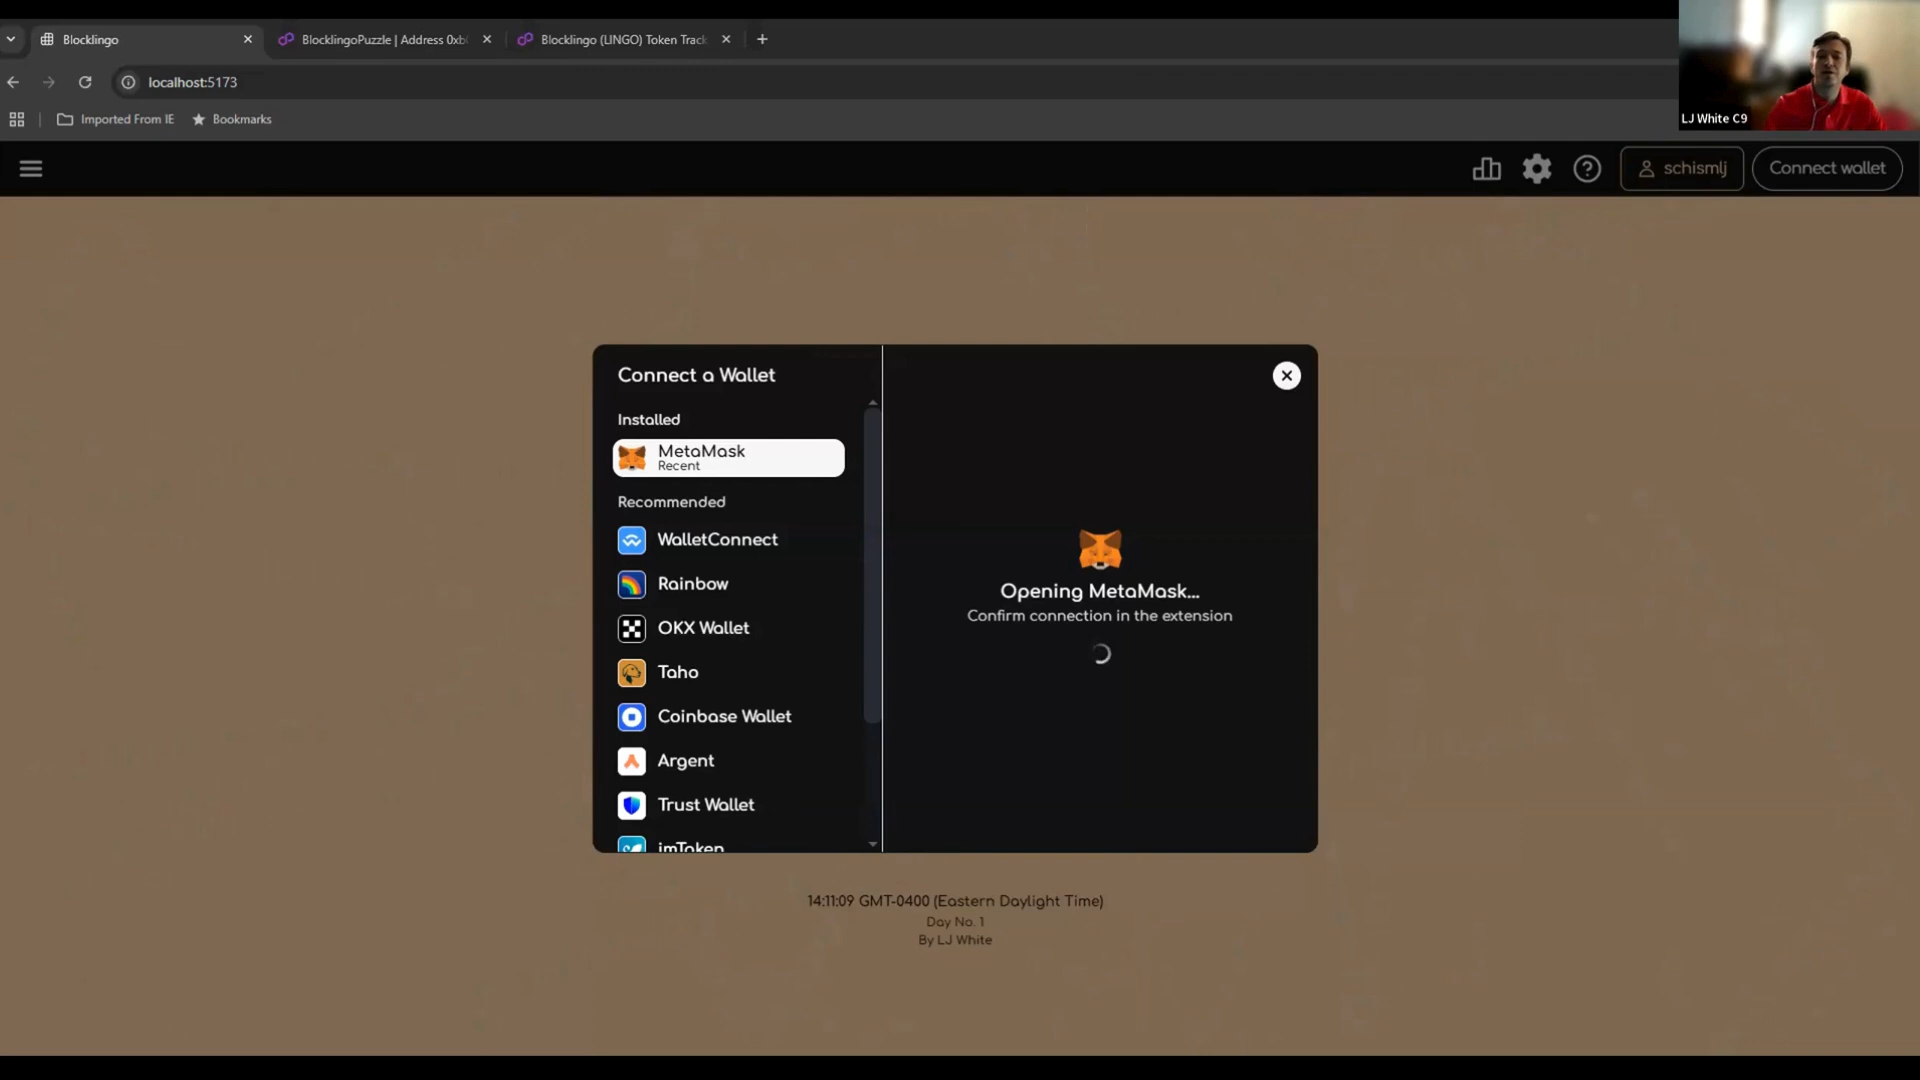 Blocklingo
BlocklingoPuzzle | Address 0xb
Blocklingo (LINGO) Token Track
localhost:5173
Imported From IE
Bookmarks
LJ White C9
schismlj
Connect wallet
Connect a Wallet
Installed
MetaMask
Recent
Recommended
WalletConnect
Rainbow
OKX Wallet
Taho
Coinbase Wallet
Argent
Trust Wallet
imToken
Opening MetaMask...
Confirm connection in the extension
14:11:09 GMT-0400 (Eastern Daylight Time)
Day No. 1
By LJ White